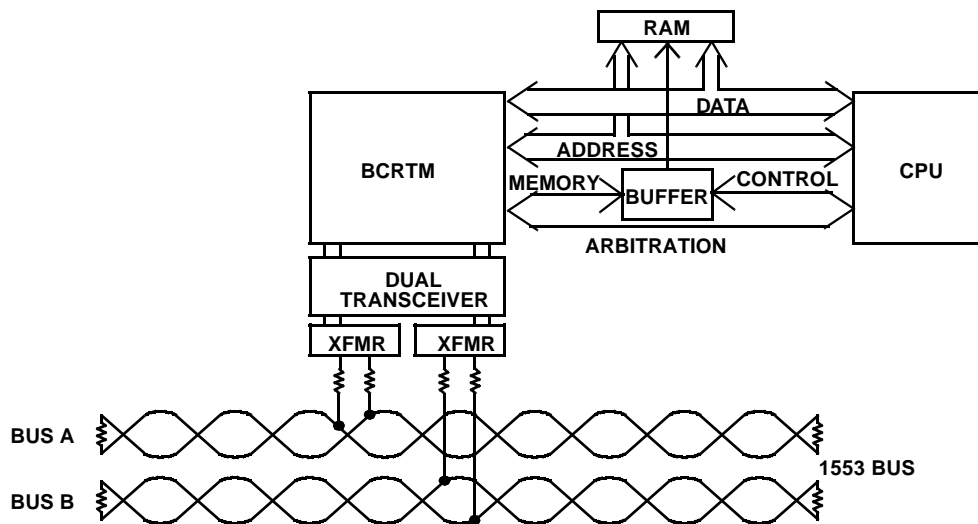 RAM
DATA
ADDRESS
BCRTM
CPU
MEMORY
CONTROL
BUFFER
ARBITRATION
DUAL
TRANSCEIVER
XFMR
XFMR
BUS A
1553 BUS
BUS B